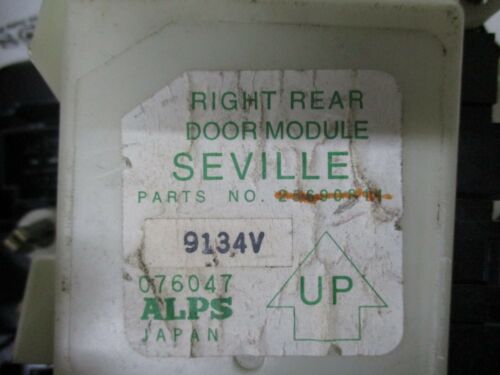 RIGHT REAR
DOOR MODULE
SEVILLE
PARTS NO.
9134V
076047
ALPS
JAPAN
UP